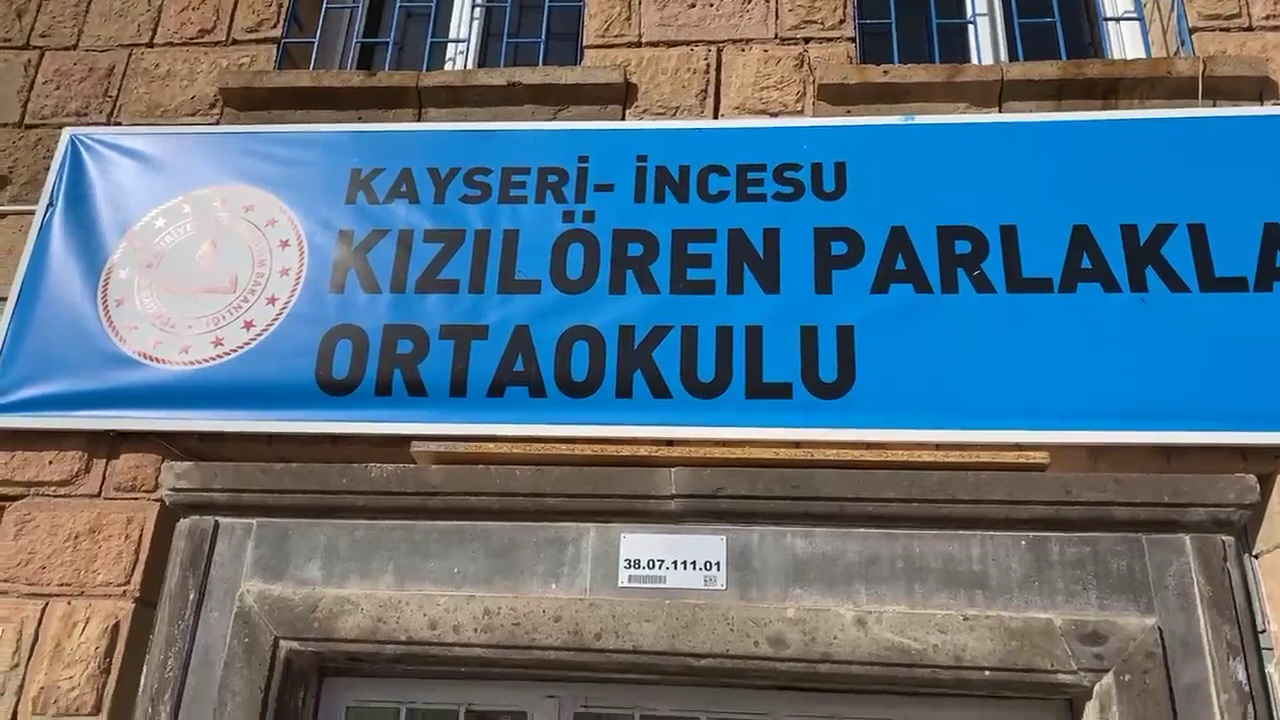 KAYSERİ- İNCESU
KIZILÖREN PARLAKLA
ORTAOKULU
38.07.111.01